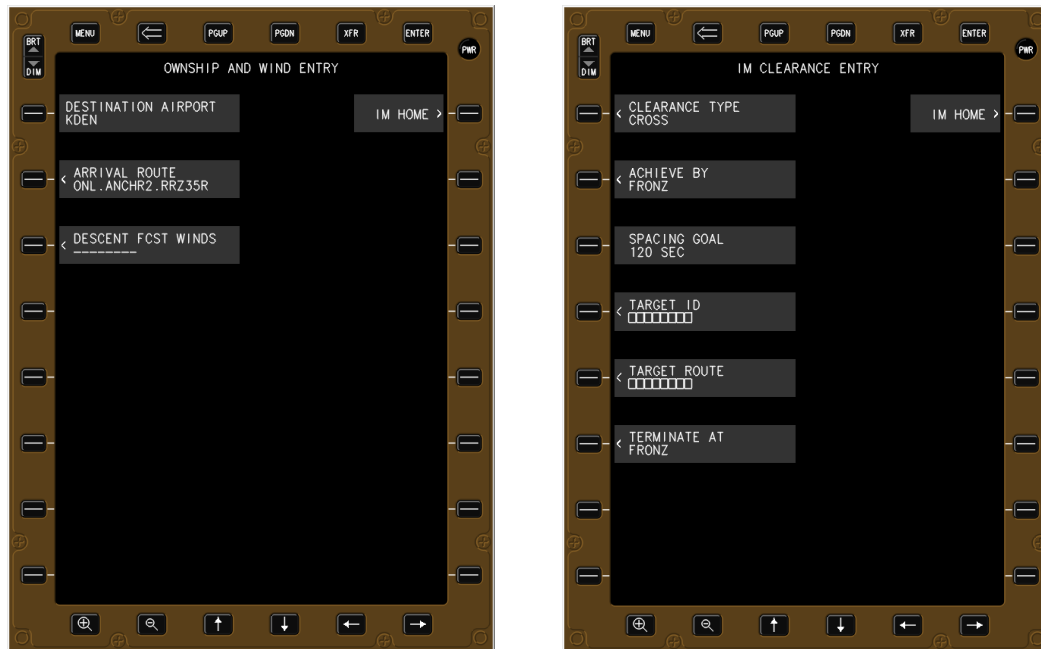 MENU PGUP PGDN XFR ENTER
BRT
DIM
PWR
OWNSHIP AND WIND ENTRY
DESTINATION AIRPORT
KDEN
IM HOME >
< ARRIVAL ROUTE
ONL.ANCHR2.RRZ35R
< DESCENT FCST WINDS
--------
MENU PGUP PGDN XFR ENTER
BRT
DIM
PWR
IM CLEARANCE ENTRY
< CLEARANCE TYPE
CROSS
IM HOME >
< ACHIEVE BY
FRONZ
SPACING GOAL
120 SEC
< TARGET ID
□□□□□□□□
< TARGET ROUTE
□□□□□□□□
< TERMINATE AT
FRONZ